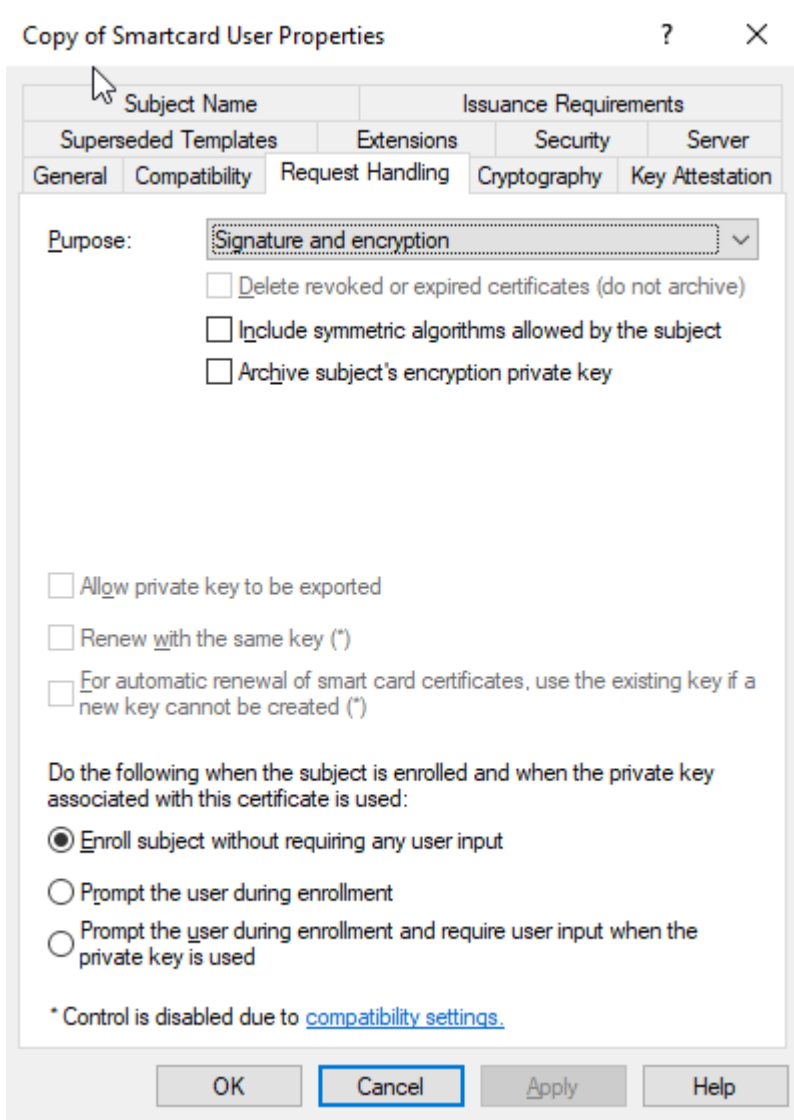 Copy of Smartcard User Properties
?
Subject Name
Issuance Requirements
Superseded Templates
Extensions
Security
Server
General
Compatibility
Request Handling
Cryptography
Key Attestation
Purpose:
Signature and encryption
Delete revoked or expired certificates (do not archive)
Include symmetric algorithms allowed by the subject
Archive subject's encryption private key
Allow private key to be exported
Renew with the same key (*)
For automatic renewal of smart card certificates, use the existing key if a
new key cannot be created (*)
Do the following when the subject is enrolled and when the private key
associated with this certificate is used:
Enroll subject without requiring any user input
Prompt the user during enrollment
Prompt the user during enrollment and require user input when the
private key is used
* Control is disabled due to compatibility settings.
OK
Cancel
Apply
Help